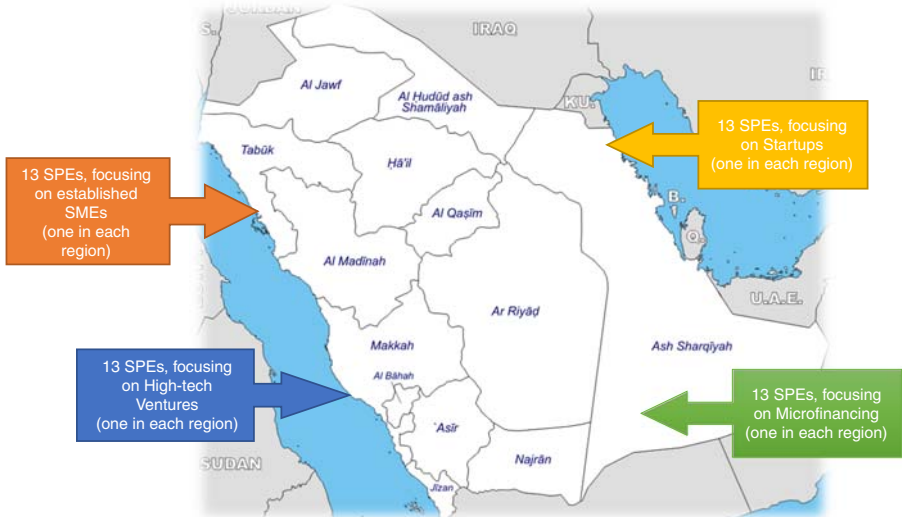 JORDAN
IRAQ
Al Jawf
Al Ḥudūd ash
Shamālīyah
KU.
Tabūk
Ḥā'il
13 SPEs, focusing
on Startups
(one in each region)
13 SPEs, focusing
on established
SMEs
(one in each
region)
Al Qaṣīm
B.
Q.
Al Madīnah
U.A.E.
Ar Riyāḍ
Makkah
Ash Sharqīyah
13 SPEs, focusing
on High-tech
Ventures
(one in each region)
Al Bāḥah
13 SPEs, focusing
on Microfinancing
(one in each region)
`Asīr
Najrān
SUDAN
Jīzan